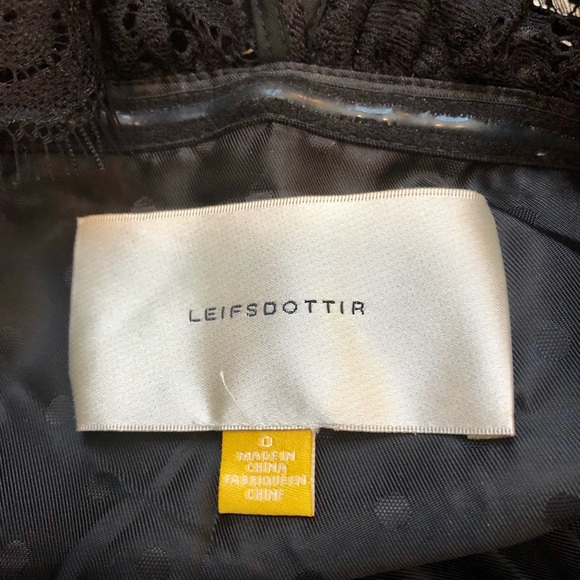 LEIFSDOTTIR
0
MADE IN
CHINA
FABRIQUE EN
CHINE